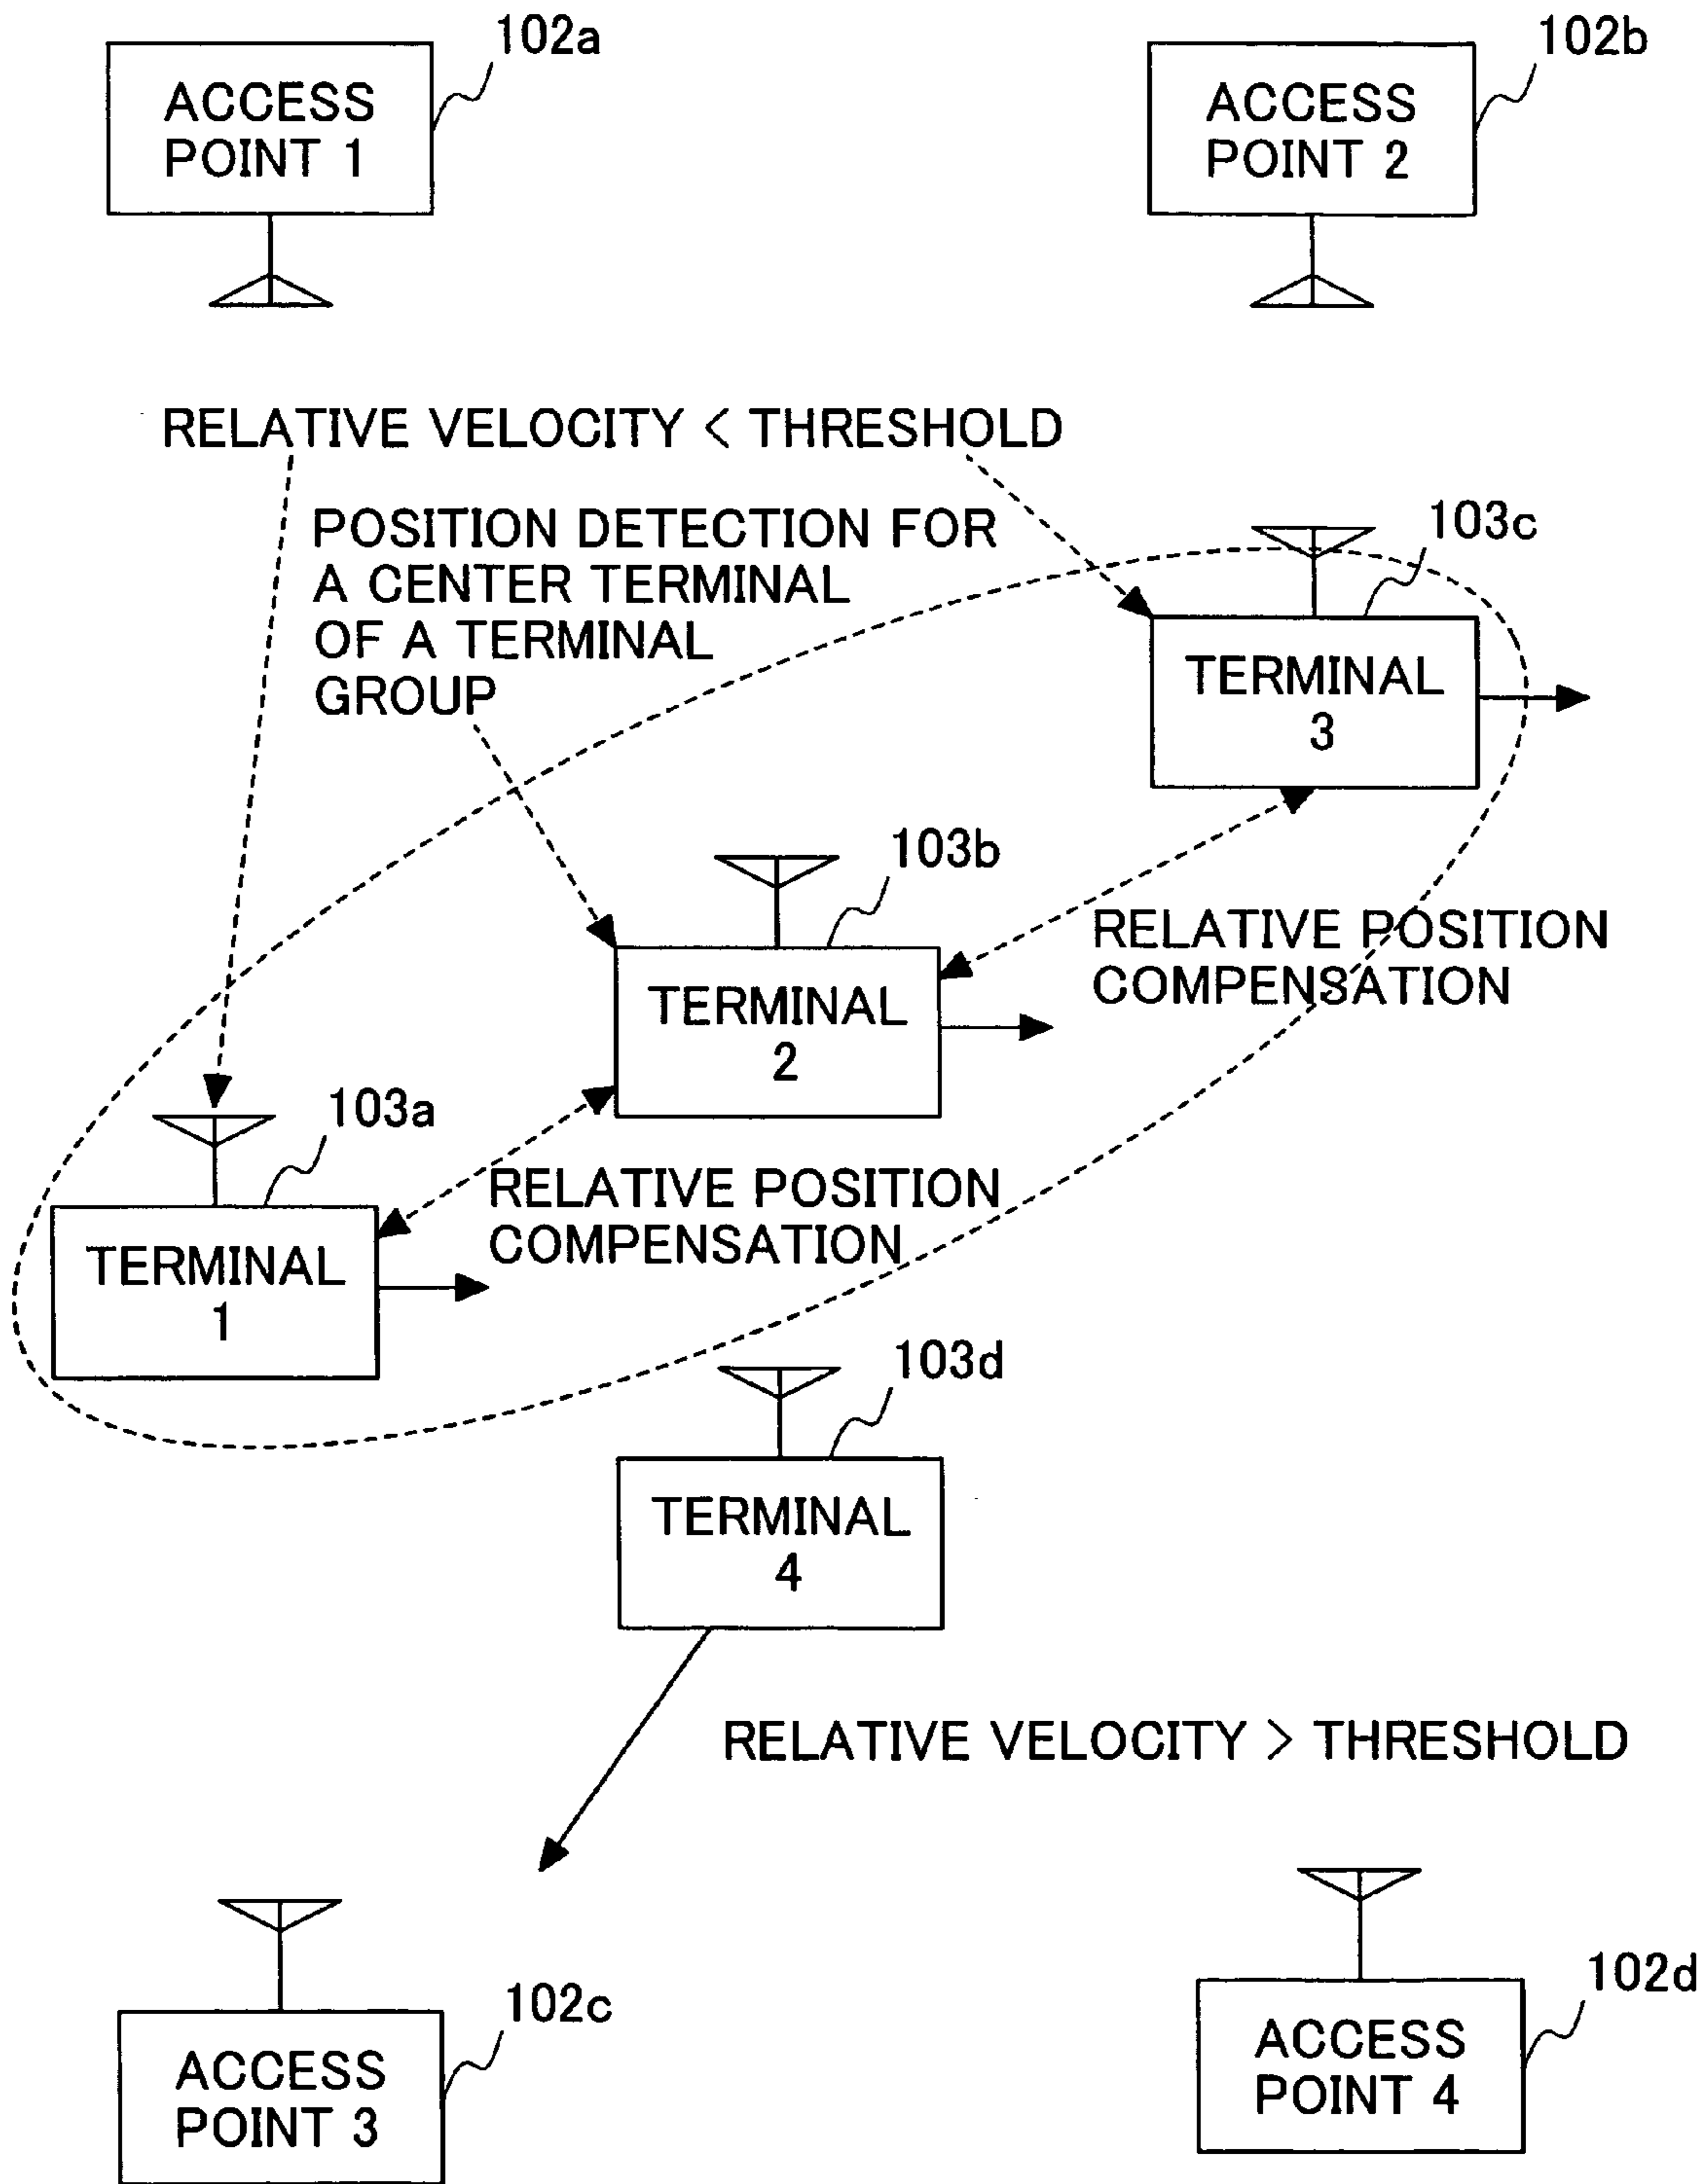 102a
ACCESS
POINT 1
102b
ACCESS
POINT 2
RELATIVE VELOCITY < THRESHOLD
POSITION DETECTION FOR
A CENTER TERMINAL
OF A TERMINAL
GROUP
103c
TERMINAL
3
103b
TERMINAL
2
RELATIVE POSITION
COMPENSATION
103a
TERMINAL
1
RELATIVE POSITION
COMPENSATION
103d
TERMINAL
4
RELATIVE VELOCITY > THRESHOLD
102c
ACCESS
POINT 3
102d
ACCESS
POINT 4